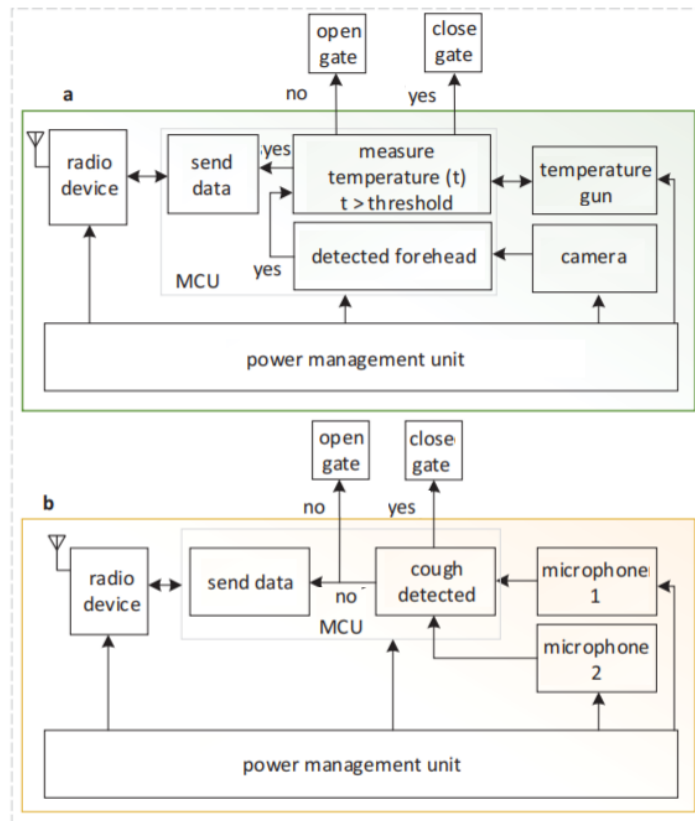 open
gate
close
gate
a
no
yes
radio
device
send
data
yes
measure
temperature (t)
t > threshold
temperature
gun
yes
detected forehead
camera
MCU
power management unit
open
gate
close
gate
b
no
yes
radio
device
send data
no
cough
detected
microphone
1
MCU
microphone
2
power management unit